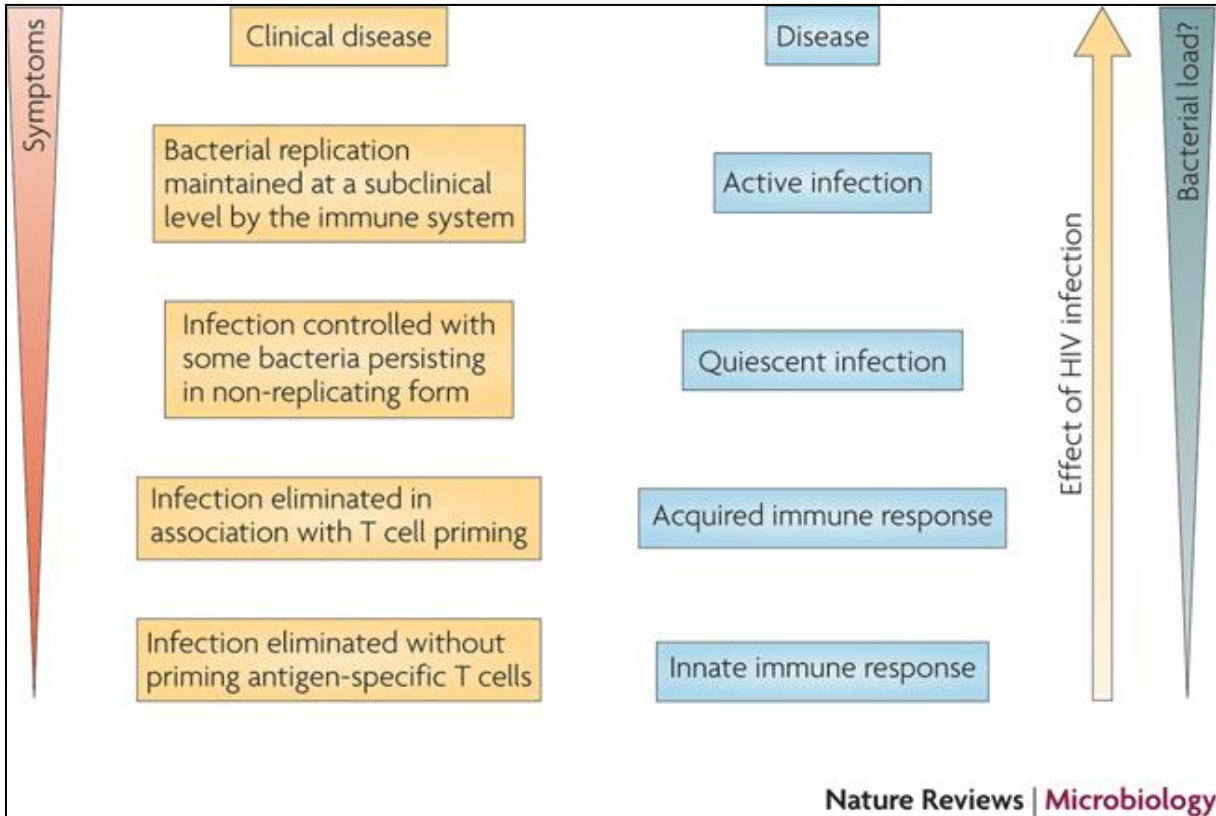 Symptoms
Clinical disease
Disease
Bacterial load?
Bacterial replication
maintained at a subclinical
level by the immune system
Active infection
Effect of HIV infection
Infection controlled with
some bacteria persisting
in non-replicating form
Quiescent infection
Infection eliminated in
association with T cell priming
Acquired immune response
Infection eliminated without
priming antigen-specific T cells
Innate immune response
Nature Reviews | Microbiology